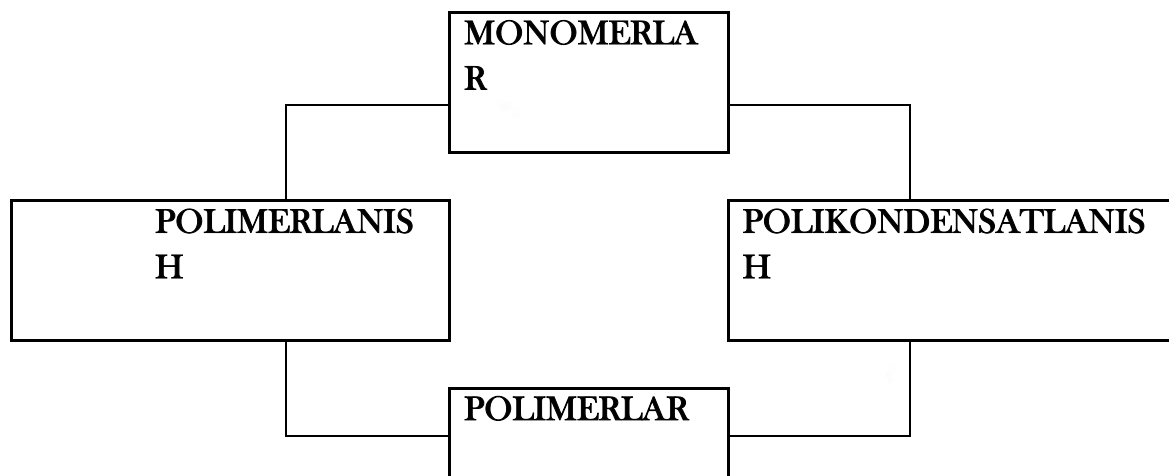 MONOMERLA
R
POLIMERLANIS
H
POLIKONDENSATLANIS
H
POLIMERLAR